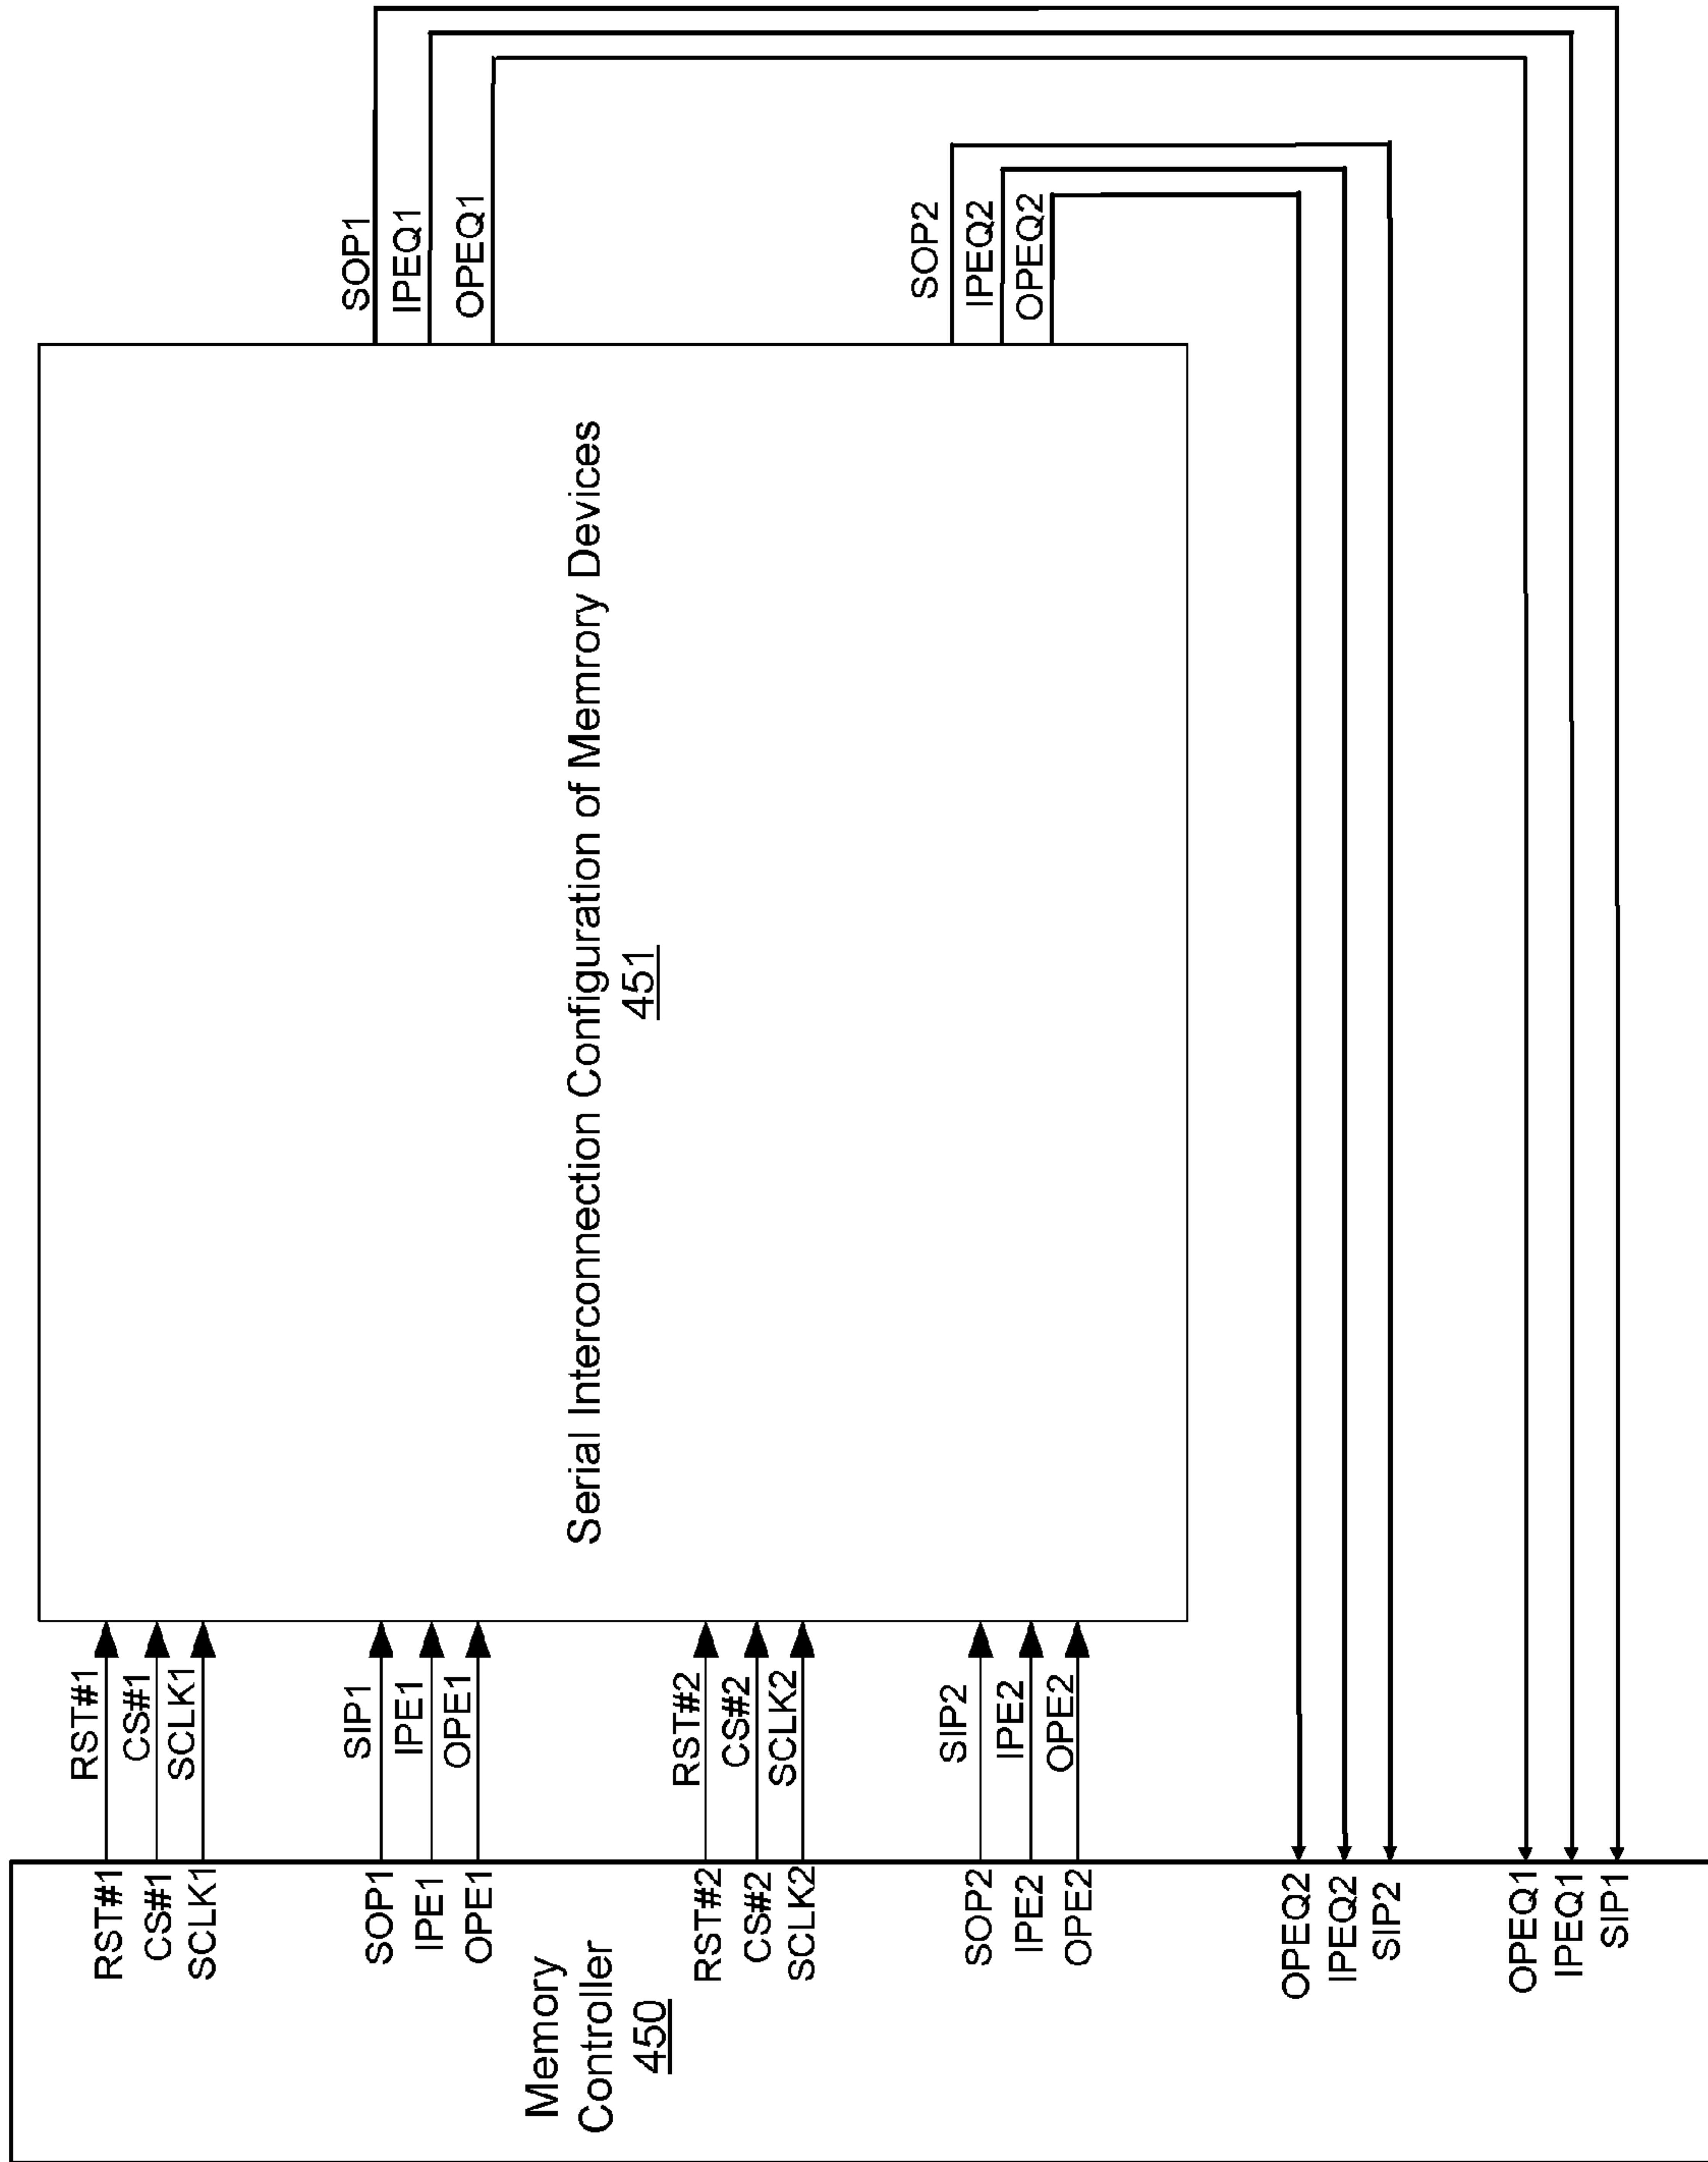 RST#1
CS#1
SCLK1
SOP1
IPE1
OPE1
Memory
Controller
450
RST#2
CS#2
SCLK2
SOP2
IPE2
OPE2
OPEQ2
IPEQ2
SIP2
OPEQ1
IPEQ1
SIP1
RST#1
CS#1
SCLK1
SIP1
IPE1
OPE1
RST#2
CS#2
SCLK2
SIP2
IPE2
OPE2
Serial Interconnection Configuration of Memrory Devices
451
SOP1
IPEQ1
OPEQ1
SOP2
IPEQ2
OPEQ2